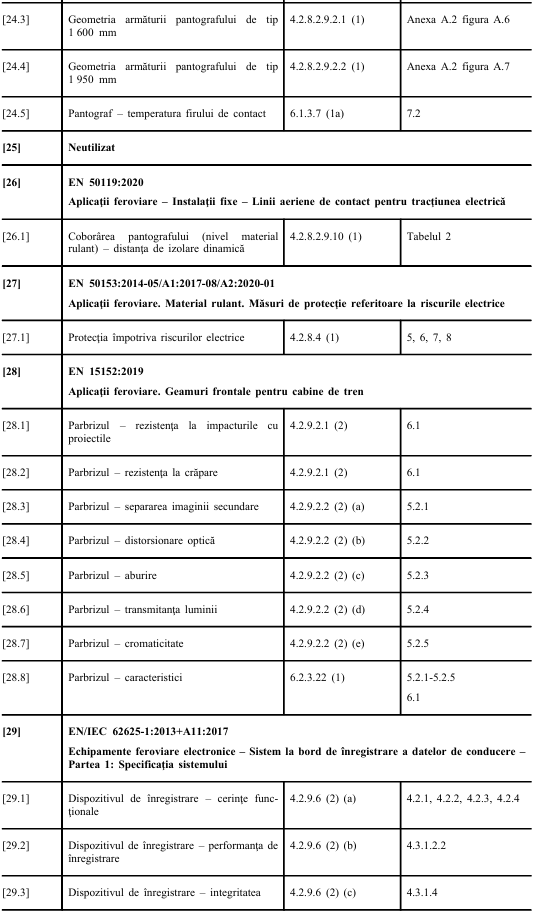 [24.3] Geometria armăturii pantografului de tip 4.2.8.2.9.2.1 (1) Anexa A.2 figura A.6
1 600 mm
[24.4] Geometria armăturii pantografului de tip 4.2.8.2.9.2.2 (1) Anexa A.2 figura A.7
1 950 mm
[24.5] Pantograf – temperatura firului de contact 6.1.3.7 (1a) 7.2
[25] Neutilizat
[26] EN 50119:2020
Aplicații feroviare – Instalații fixe – Linii aeriene de contact pentru tracțiunea electrică
[26.1] Coborârea pantografului (nivel material 4.2.8.2.9.10 (1) Tabelul 2
rulant) – distanța de izolare dinamică
[27] EN 50153:2014-05/A1:2017-08/A2:2020-01
Aplicații feroviare. Material rulant. Măsuri de protecție referitoare la riscurile electrice
[27.1] Protecția împotriva riscurilor electrice 4.2.8.4 (1) 5, 6, 7, 8
[28] EN 15152:2019
Aplicații feroviare. Geamuri frontale pentru cabine de tren
[28.1] Parbrizul – rezistența la impacturile cu 4.2.9.2.1 (2) 6.1
proiectile
[28.2] Parbrizul – rezistența la crăpare 4.2.9.2.1 (2) 6.1
[28.3] Parbrizul – separarea imaginii secundare 4.2.9.2.2 (2) (a) 5.2.1
[28.4] Parbrizul – distorsionare optică 4.2.9.2.2 (2) (b) 5.2.2
[28.5] Parbrizul – aburire 4.2.9.2.2 (2) (c) 5.2.3
[28.6] Parbrizul – transmitanța luminii 4.2.9.2.2 (2) (d) 5.2.4
[28.7] Parbrizul – cromaticitate 4.2.9.2.2 (2) (e) 5.2.5
[28.8] Parbrizul – caracteristici 6.2.3.22 (1) 5.2.1-5.2.5
6.1
[29] EN/IEC 62625-1:2013+A11:2017
Echipamente feroviare electronice – Sistem la bord de înregistrare a datelor de conducere –
Partea 1: Specificația sistemului
[29.1] Dispozitivul de înregistrare – cerințe func- 4.2.9.6 (2) (a) 4.2.1, 4.2.2, 4.2.3, 4.2.4
ționale
[29.2] Dispozitivul de înregistrare – performanța de 4.2.9.6 (2) (b) 4.3.1.2.2
înregistrare
[29.3] Dispozitivul de înregistrare – integritatea 4.2.9.6 (2) (c) 4.3.1.4